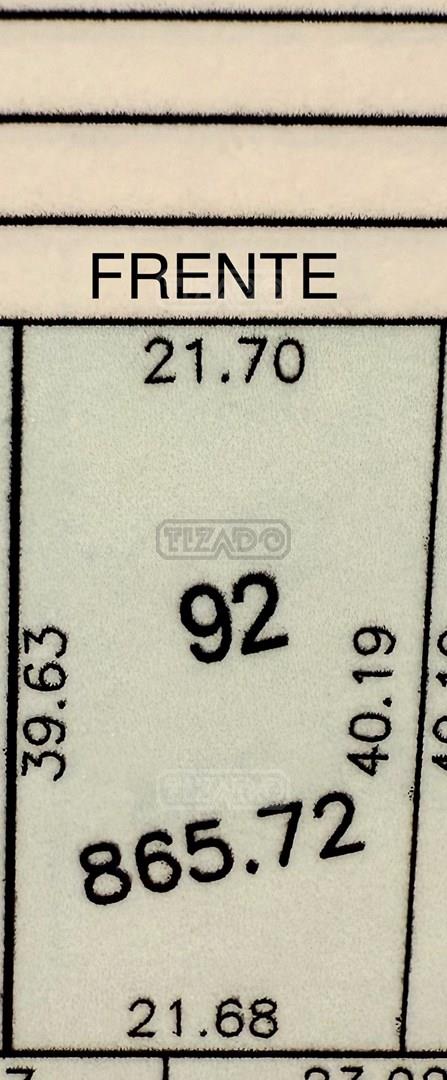 FRENTE
21.70
TIZADO
92
39.63
40.19
TIZADO
865.72
21.68